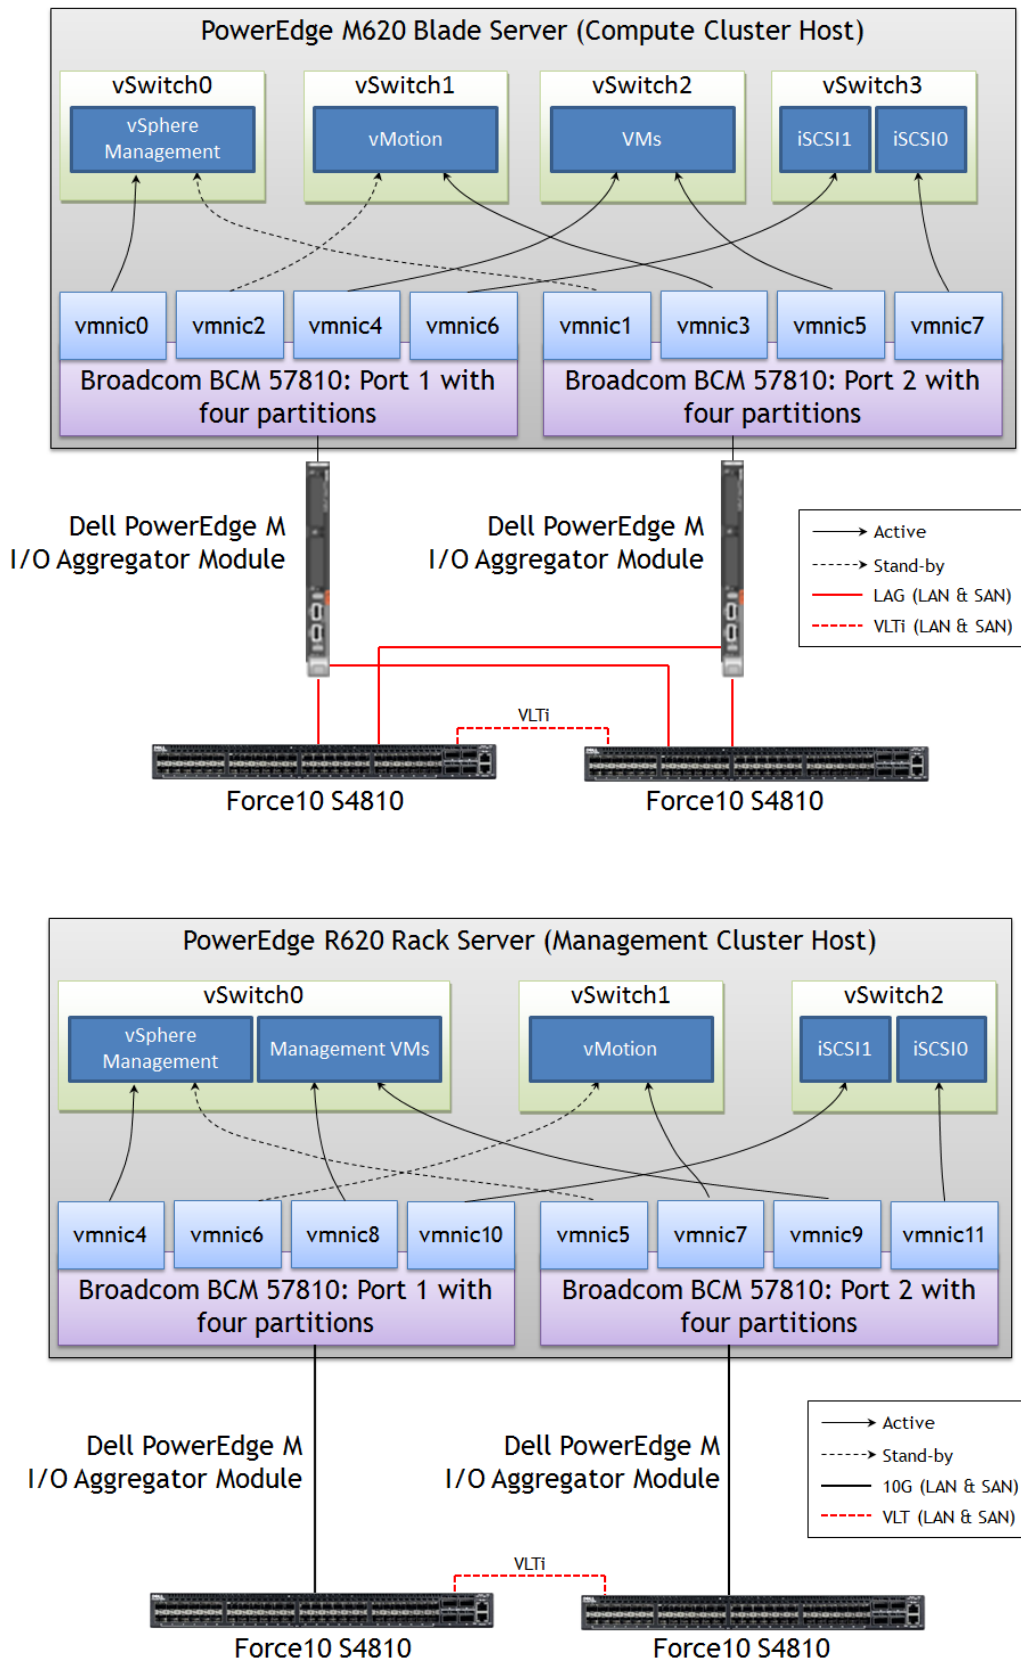 PowerEdge M620 Blade Server (Compute Cluster Host)
vSwitch0
vSwitch1
vSwitch2
vSwitch3
vSphere
Management
vMotion
VMs
iSCSI1
iSCSI0
vmnic0
vmnic2
vmnic4
vmnic6
vmnic1
vmnic3
vmnic5
vmnic7
Broadcom BCM 57810: Port 1 with
four partitions
Broadcom BCM 57810: Port 2 with
four partitions
Dell PowerEdge M
I/O Aggregator Module
Dell PowerEdge M
I/O Aggregator Module
Active
Stand-by
LAG (LAN & SAN)
VLTi (LAN & SAN)
VLTi
Force10 S4810
Force10 S4810
PowerEdge R620 Rack Server (Management Cluster Host)
vSwitch0
vSwitch1
vSwitch2
vSphere
Management
Management VMs
vMotion
iSCSI1
iSCSI0
vmnic4
vmnic6
vmnic8
vmnic10
vmnic5
vmnic7
vmnic9
vmnic11
Broadcom BCM 57810: Port 1 with
four partitions
Broadcom BCM 57810: Port 2 with
four partitions
Dell PowerEdge M
I/O Aggregator Module
Dell PowerEdge M
I/O Aggregator Module
Active
Stand-by
10G (LAN & SAN)
VLT (LAN & SAN)
VLTi
Force10 S4810
Force10 S4810